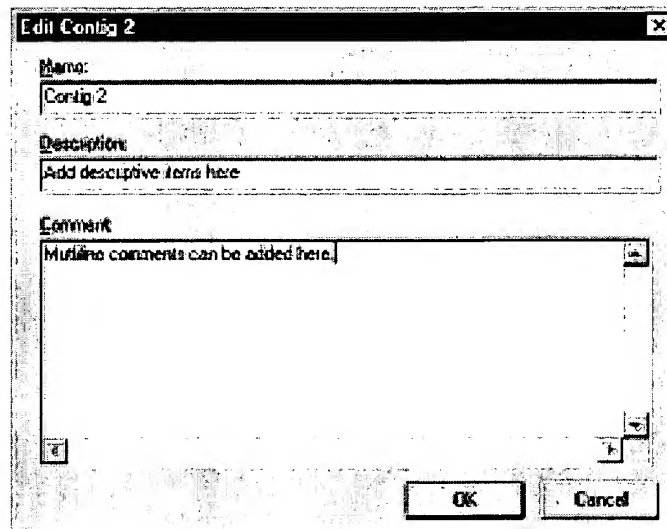 Edit Contig 2
Name:
Contig 2
Description:
Add descriptive items here
Comment:
Multiline comments can be added here.
OK
Cancel